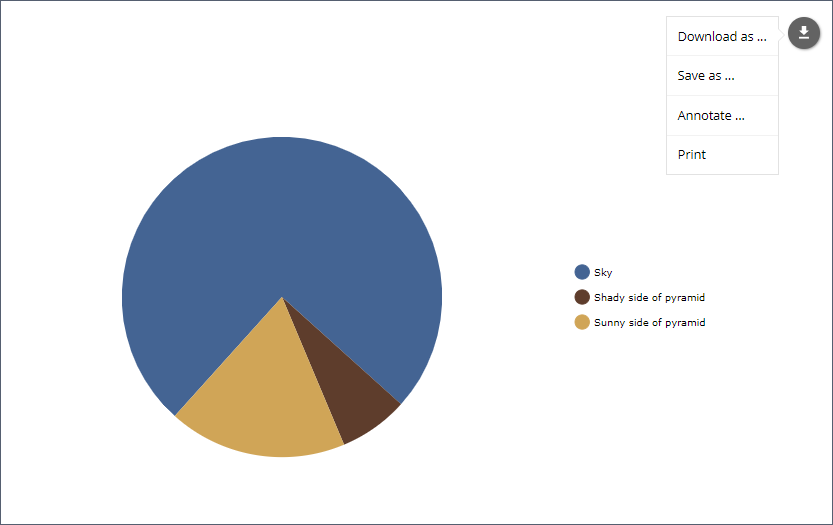 Download as ...
Save as ...
Annotate ...
Print
Sky
Shady side of pyramid
Sunny side of pyramid